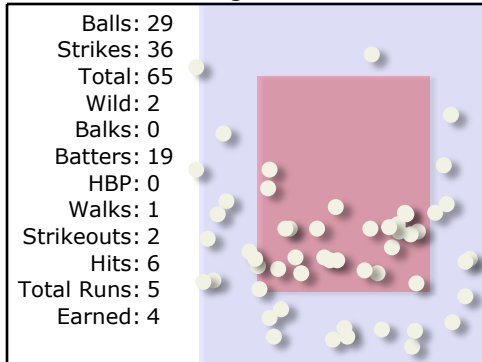 Balls: 29
Strikes: 36
Total: 65
Wild: 2
Balks: 0
Batters: 19
HBP: 0
Walks: 1
Strikeouts: 2
Hits: 6
Total Runs: 5
Earned: 4